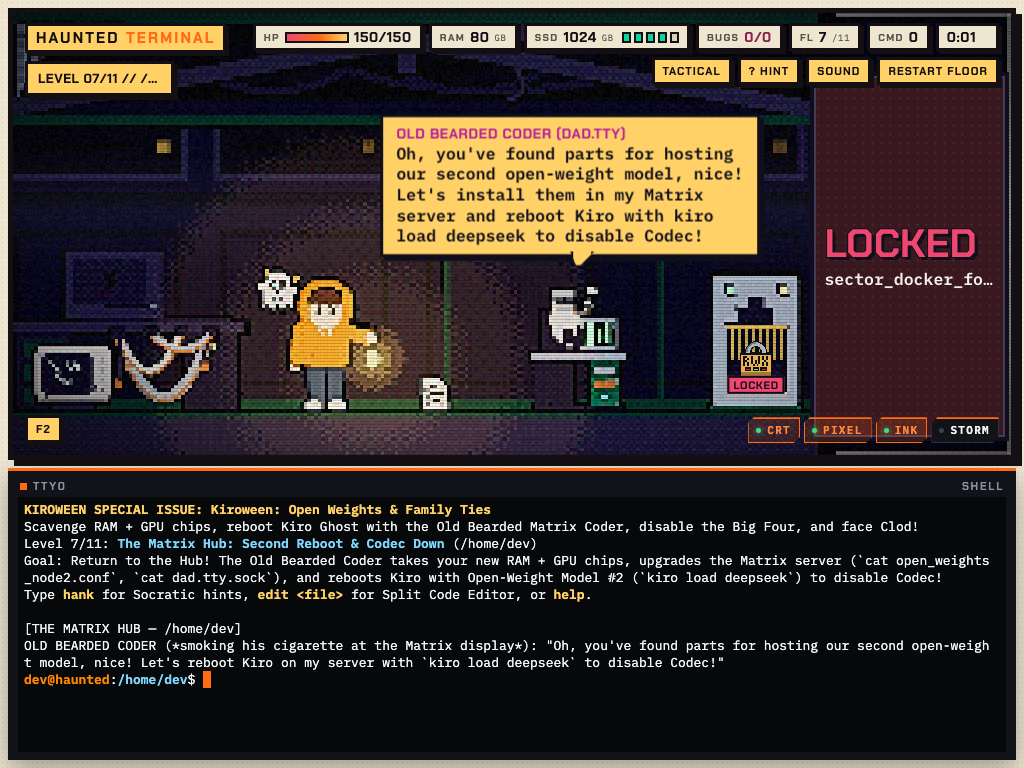 HAUNTED TERMINAL
HP 150/150
RAM 80 GB
SSD 1024 GB
BUGS 0/0
FL 7 /11
CMD 0
0:01
LEVEL 07/11 // /...
TACTICAL
? HINT
SOUND
RESTART FLOOR
OLD BEARDED CODER (DAD.TTY)
Oh, you've found parts for hosting
our second open-weight model, nice!
Let's install them in my Matrix
server and reboot Kiro with kiro
load deepseek to disable Codec!
LOCKED
sector_docker_fo…
RWX
LOCKED
F2
CRT
PIXEL
INK
STORM
TTY0
SHELL
KIROWEEN SPECIAL ISSUE: Kiroween: Open Weights & Family Ties
Scavenge RAM + GPU chips, reboot Kiro Ghost with the Old Bearded Matrix Coder, disable the Big Four, and face Clod!
Level 7/11: The Matrix Hub: Second Reboot & Codec Down (/home/dev)
Goal: Return to the Hub! The Old Bearded Coder takes your new RAM + GPU chips, upgrades the Matrix server (`cat open_weights
_node2.conf`, `cat dad.tty.sock`), and reboots Kiro with Open-Weight Model #2 (`kiro load deepseek`) to disable Codec!
Type hank for Socratic hints, edit <file> for Split Code Editor, or help.
[THE MATRIX HUB — /home/dev]
OLD BEARDED CODER (*smoking his cigarette at the Matrix display*): "Oh, you've found parts for hosting our second open-weigh
t model, nice! Let's reboot Kiro on my server with `kiro load deepseek` to disable Codec!"
dev@haunted:/home/dev$